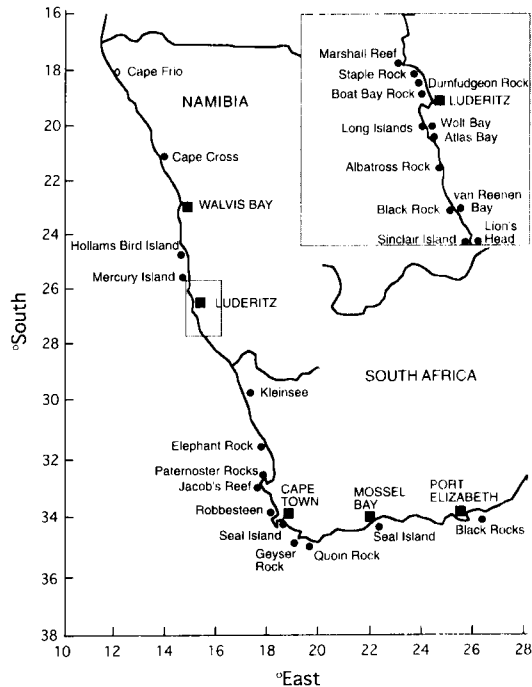 16
18
20
22
24
26
28
30
32
34
36
38
°South
10
12
14
16
18
20
22
24
26
28
°East
Cape Frio
NAMIBIA
Cape Cross
WALVIS BAY
Hollams Bird Island
Mercury Island
LUDERITZ
SOUTH AFRICA
Kleinsee
Elephant Rock
Paternoster Rocks
Jacob's Reef
Robbesteen
Seal Island
Geyser
Rock
Quoin Rock
CAPE
TOWN
MOSSEL
BAY
Seal Island
PORT
ELIZABETH
Black Rocks
Marshall Reef
Staple Rock
Dumfudgeon Rock
Boat Bay Rock
LUDERITZ
Long Islands
Wolf Bay
Atlas Bay
Albatross Rock
van Reenen
Bay
Black Rock
Lion's
Head
Sinclair Island